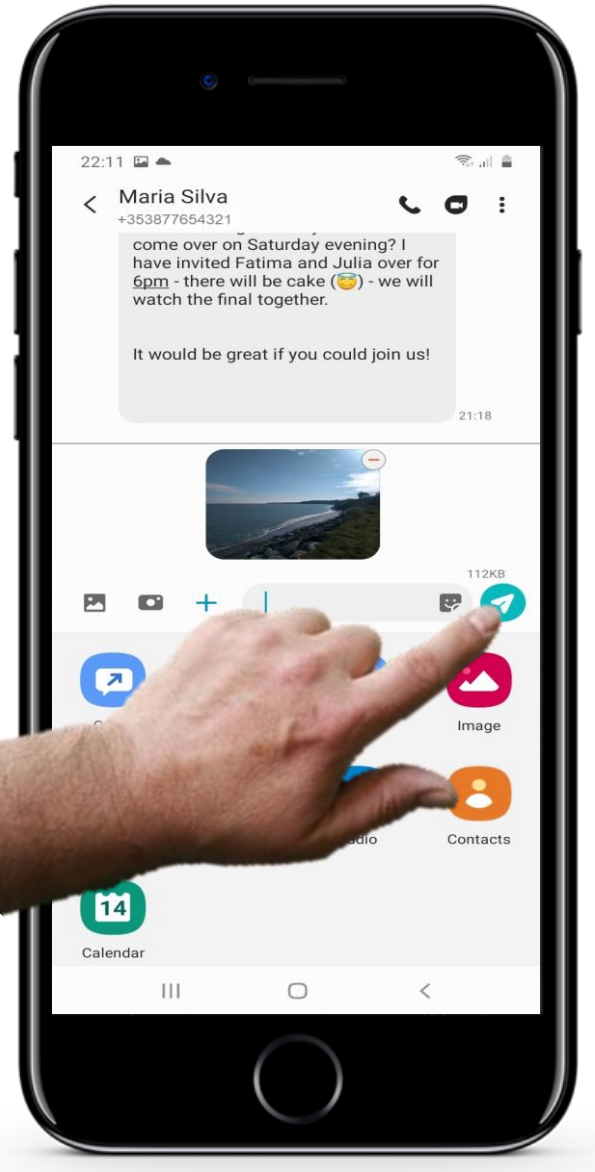 22:11
Maria Silva
+353877654321
come over on Saturday evening? I
have invited Fatima and Julia over for
6pm - there will be cake (😇) - we will
watch the final together.
It would be great if you could join us!
21:18
112KB
Image
Contacts
14
Calendar